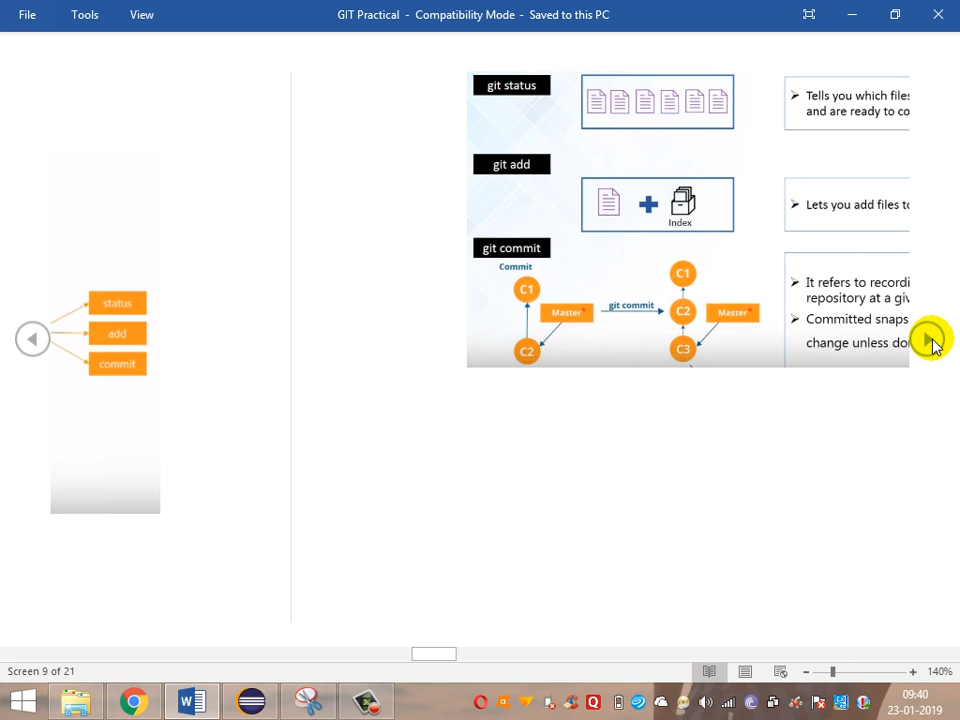 File Tools View GIT Practical - Compatibility Mode - Saved to this PC
status
add
commit
git status
Tells you which files
and are ready to co
git add
Index
Lets you add files to
git commit
Commit
C1
Master*
C2
git commit
C1
C2
Master*
C3
It refers to recordi
repository at a giv
Committed snaps
change unless do
Screen 9 of 21
140%
09:40
23-01-2019